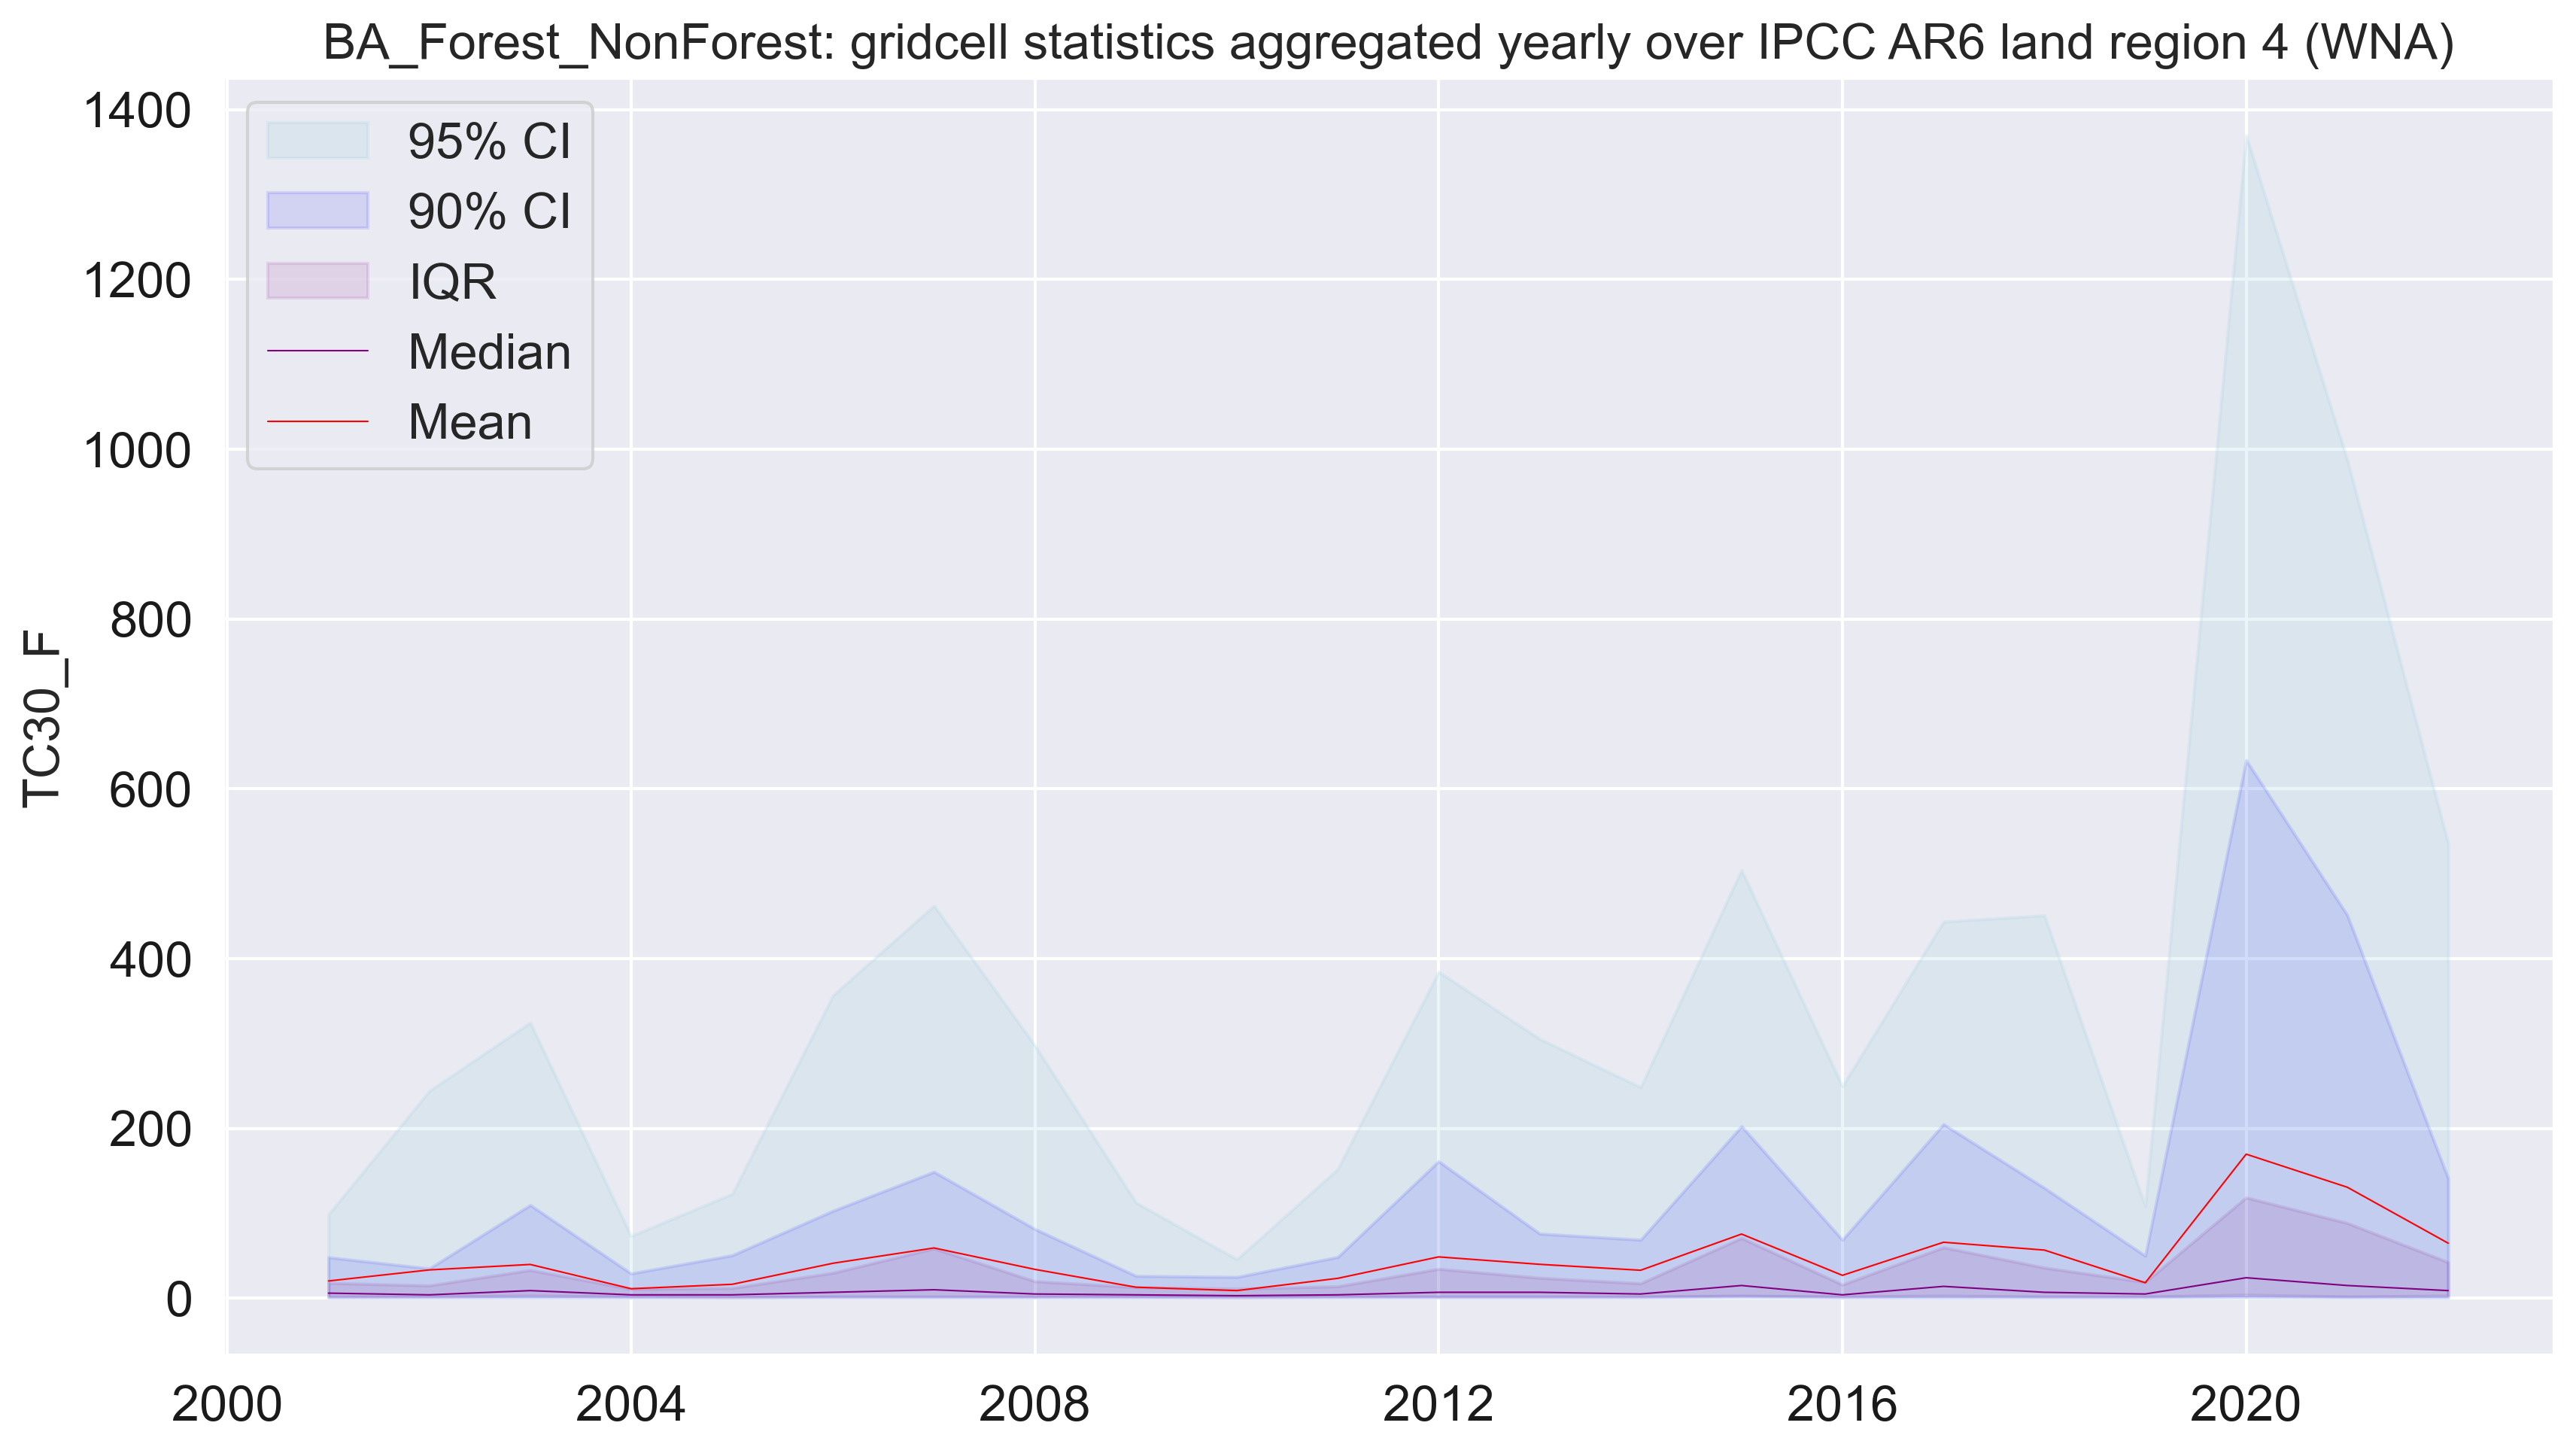 BA_Forest_NonForest: gridcell statistics aggregated yearly over IPCC AR6 land region 4 (WNA)
1400
1200
1000
800
600
400
200
0
TC30_F
95% CI
90% CI
IQR
Median
Mean
2000
2004
2008
2012
2016
2020